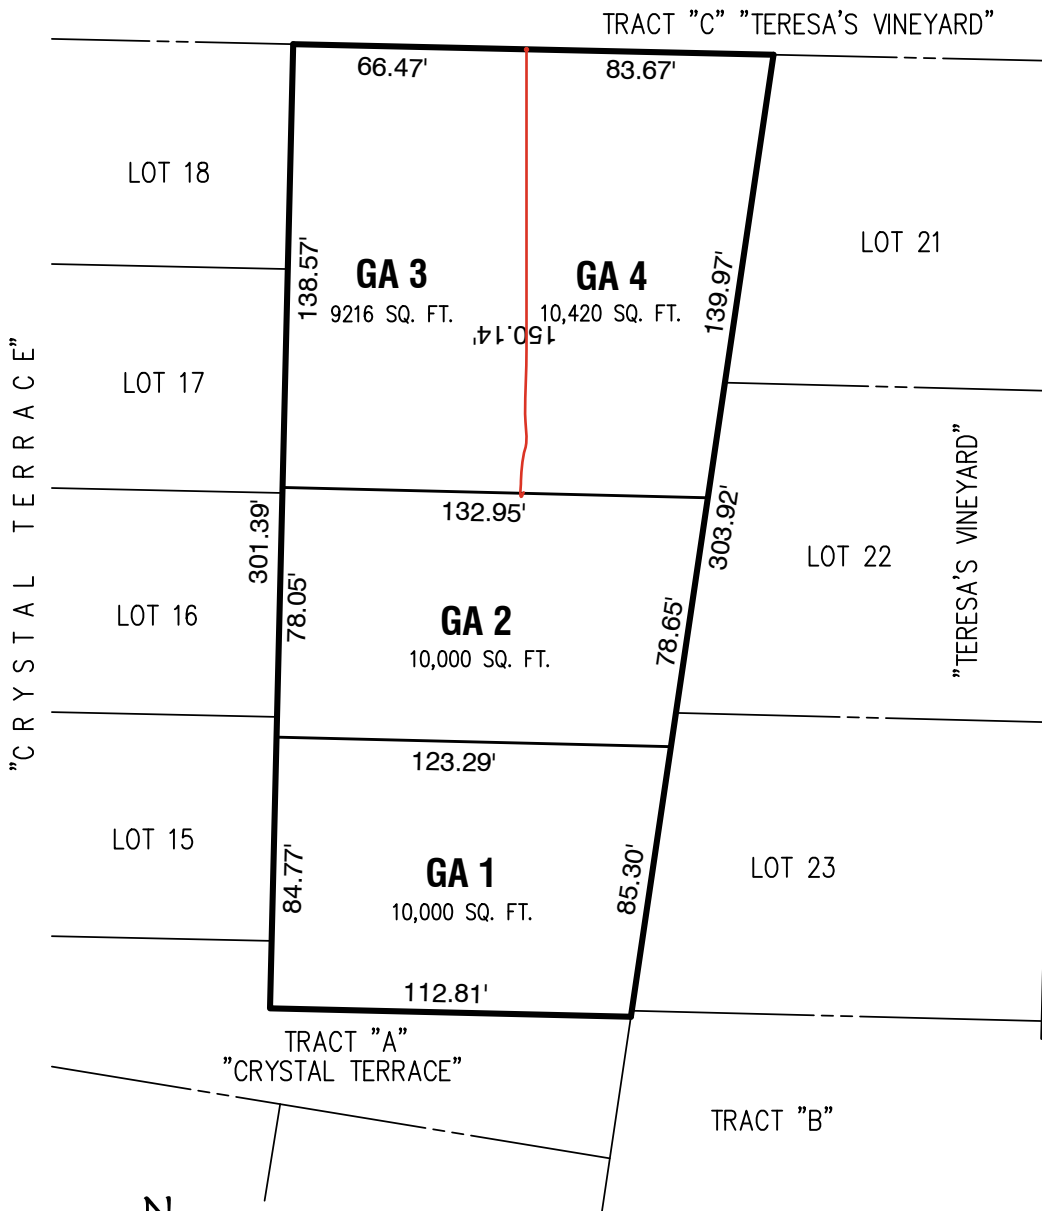 TRACT "C" "TERESA'S VINEYARD"
66.47'
83.67'
LOT 18
LOT 21
138.57'
GA 3
9216 SQ. FT.
GA 4
10,420 SQ. FT.
139.97'
150.14'
"CRYSTAL TERRACE"
LOT 17
132.95'
301.39'
303.92'
"TERESA'S VINEYARD"
LOT 22
LOT 16
78.05'
GA 2
10,000 SQ. FT.
78.65'
123.29'
LOT 15
84.77'
GA 1
10,000 SQ. FT.
85.30'
LOT 23
112.81'
TRACT "A"
"CRYSTAL TERRACE"
TRACT "B"